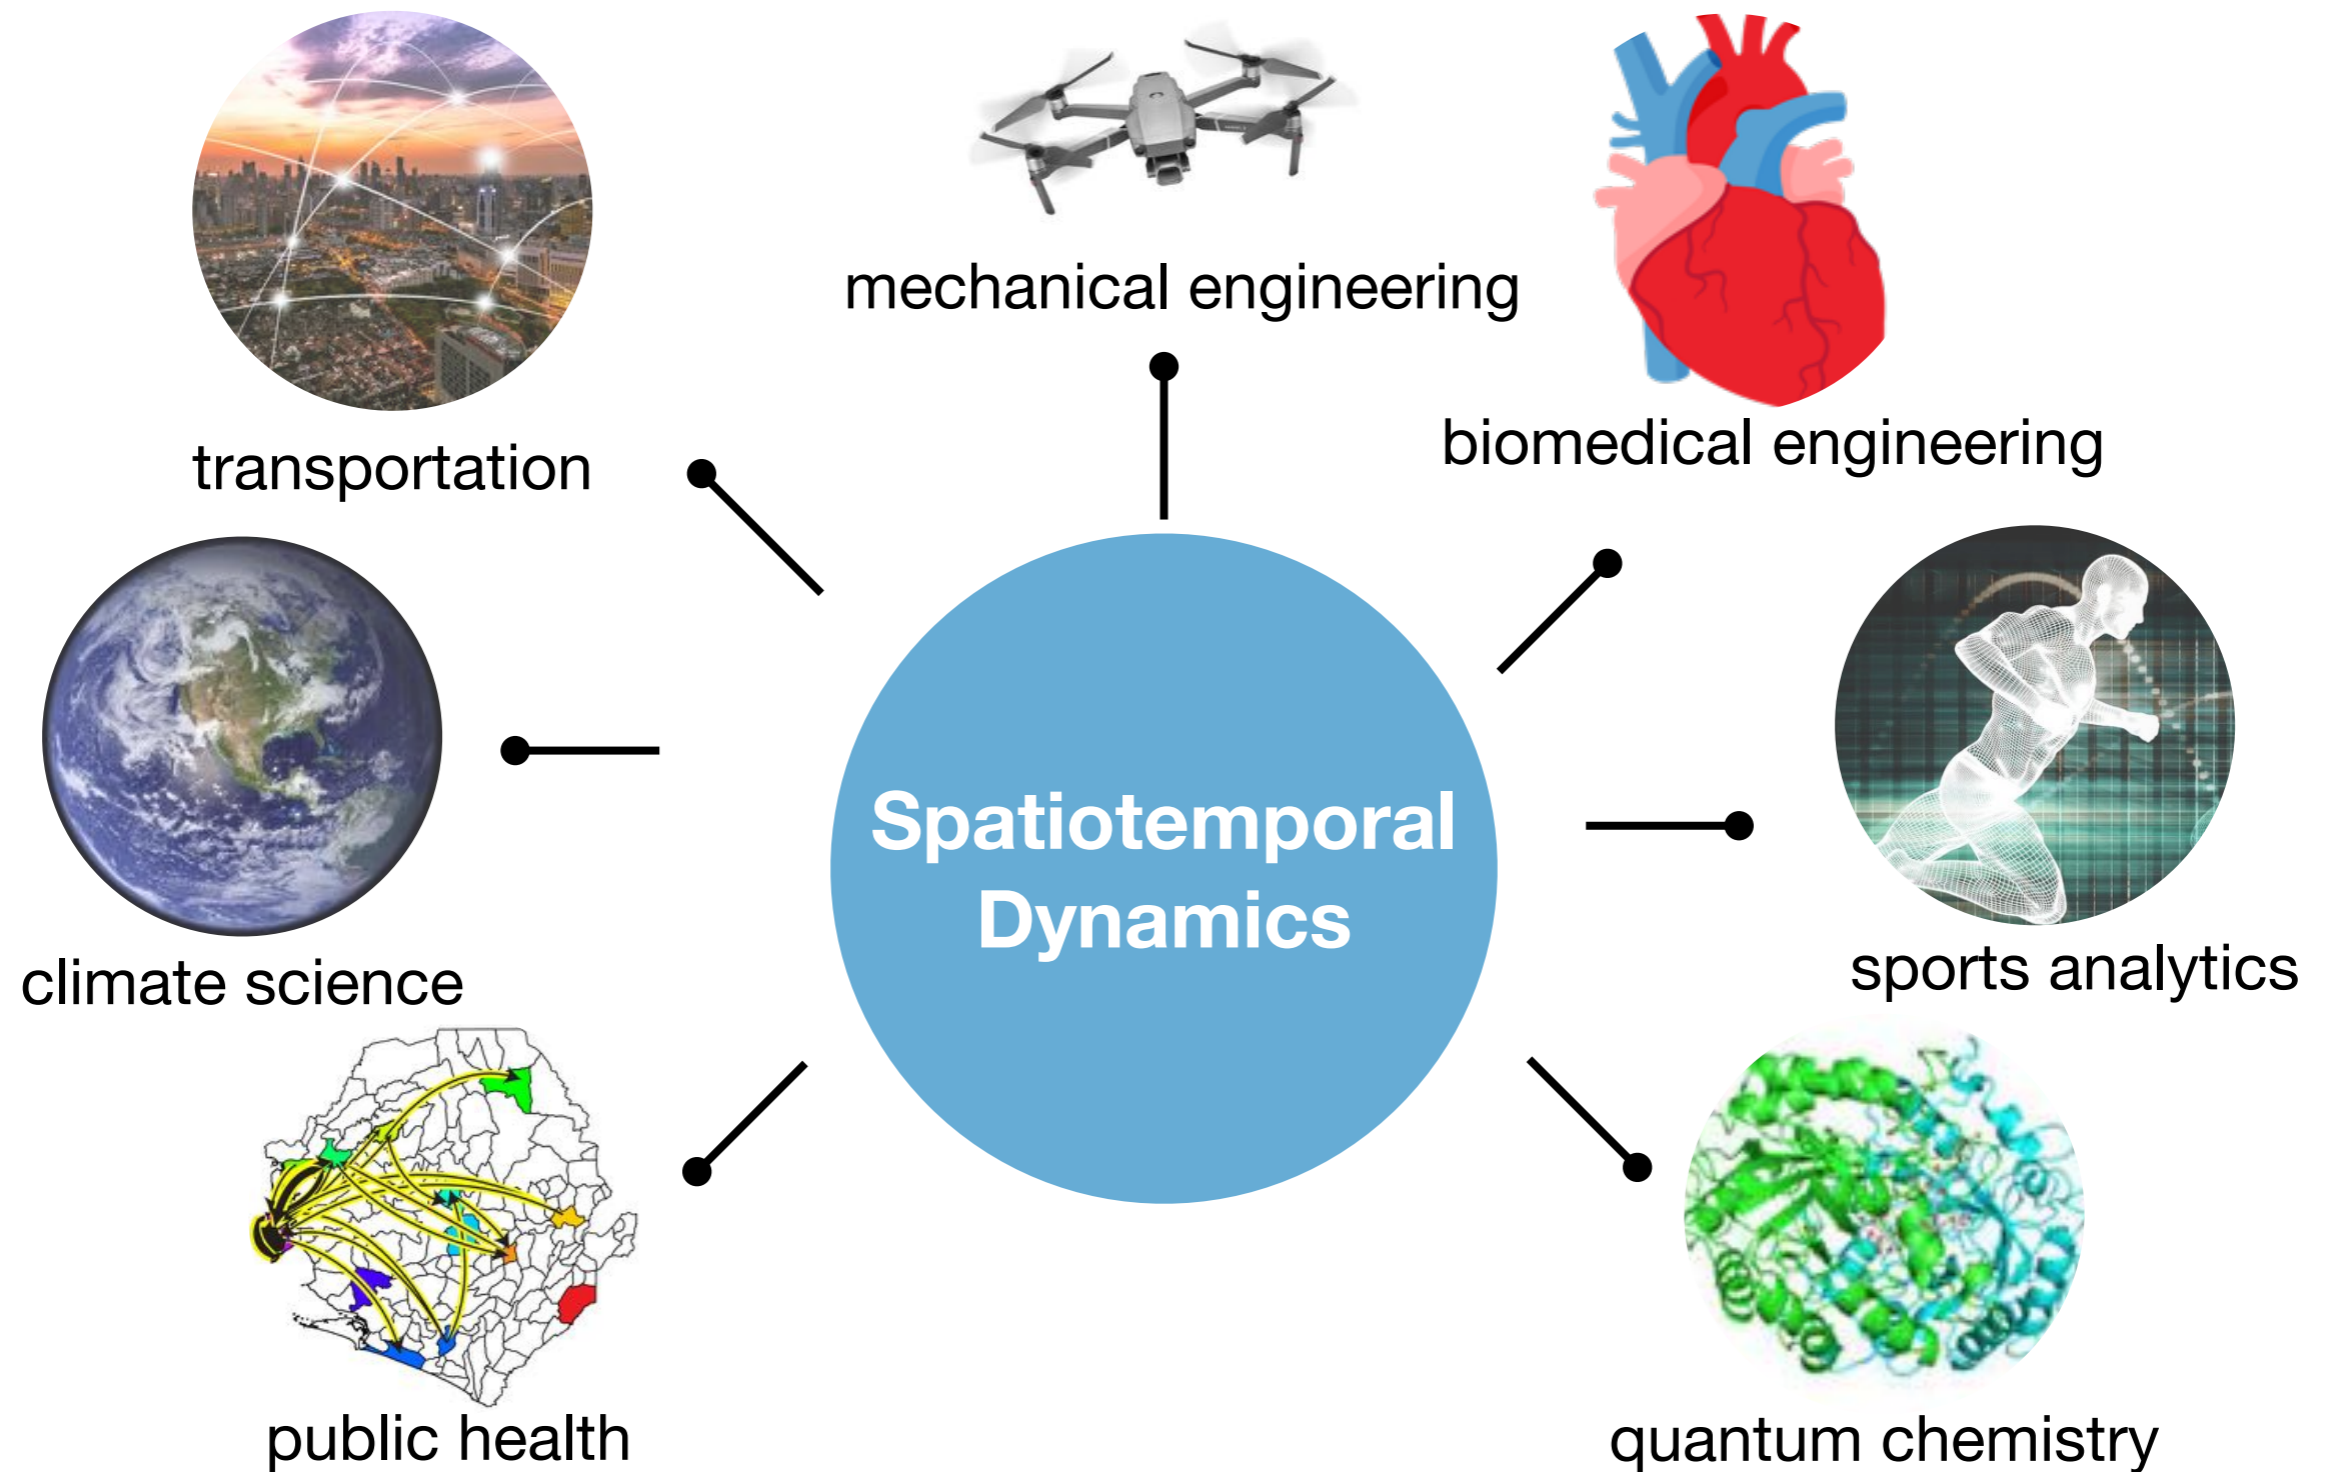 mechanical engineering
biomedical engineering
transportation
Spatiotemporal
Dynamics
climate science
sports analytics
public health
quantum chemistry